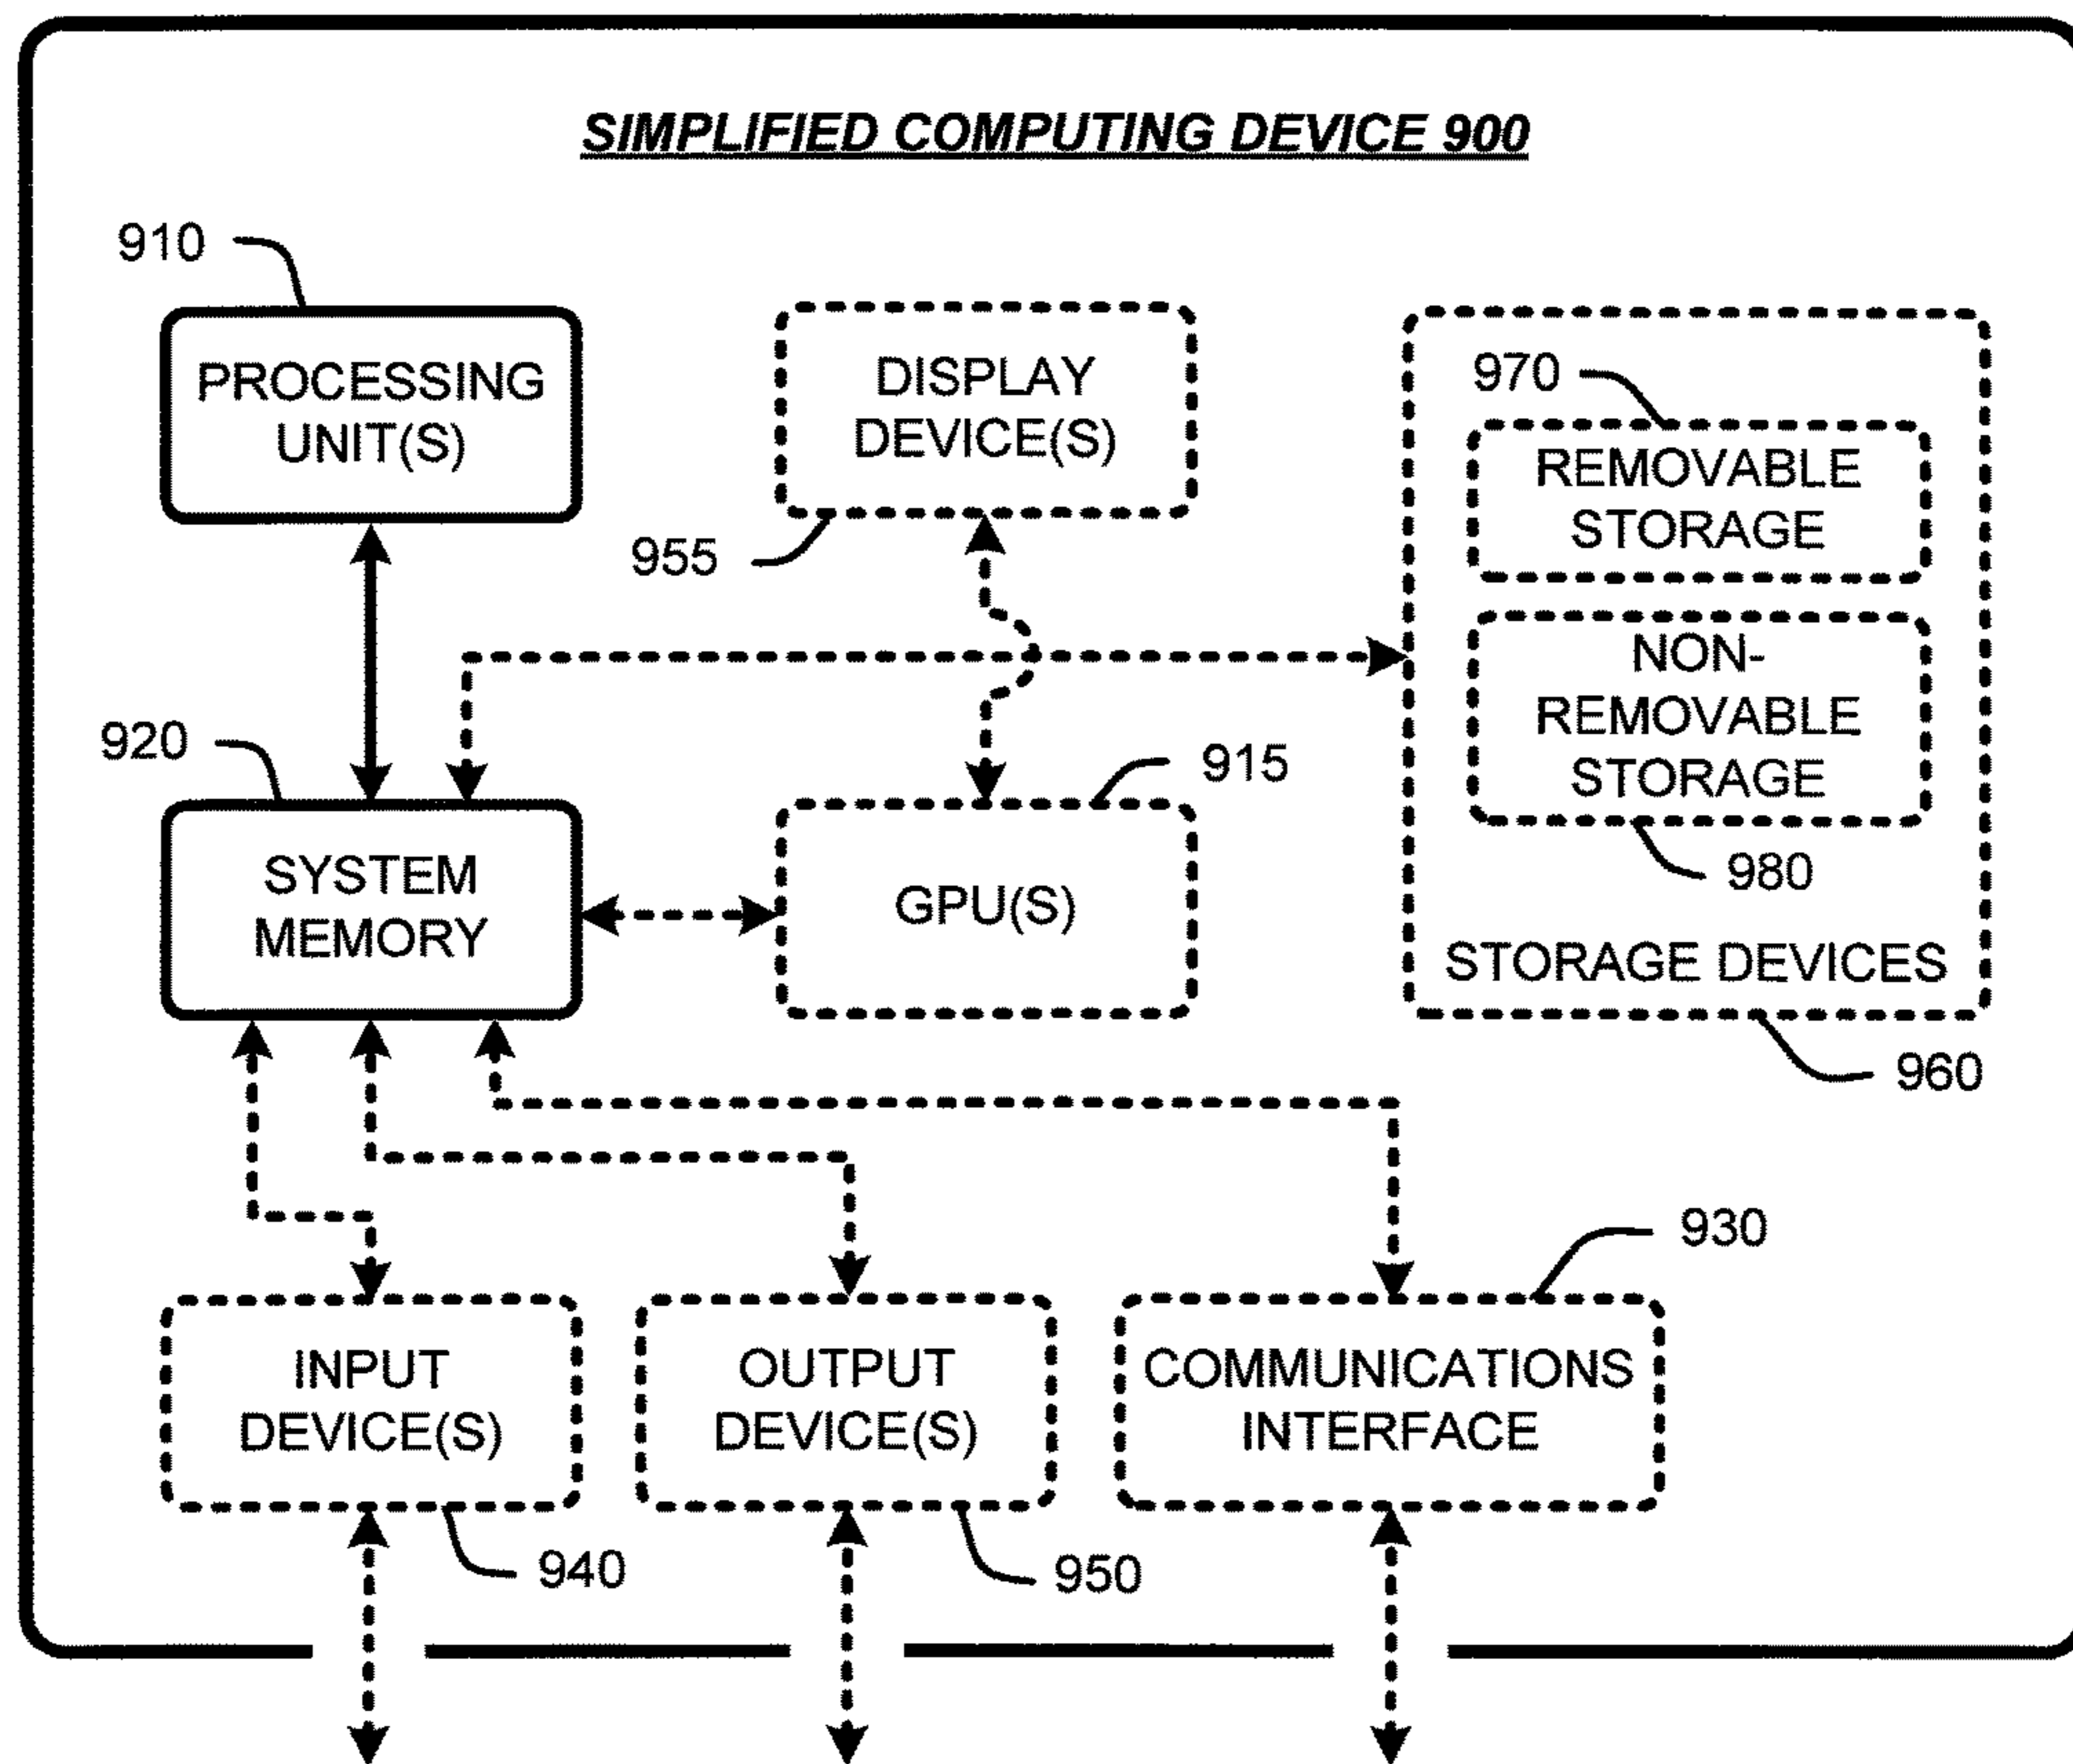 SIMPLIFIED COMPUTING DEVICE 900
910
PROCESSING
UNIT(S)
DISPLAY
DEVICE(S)
955
970
REMOVABLE
STORAGE
NON-
REMOVABLE
STORAGE
980
STORAGE DEVICES
960
920
SYSTEM
MEMORY
915
GPU(S)
INPUT
DEVICE(S)
940
OUTPUT
DEVICE(S)
950
930
COMMUNICATIONS
INTERFACE